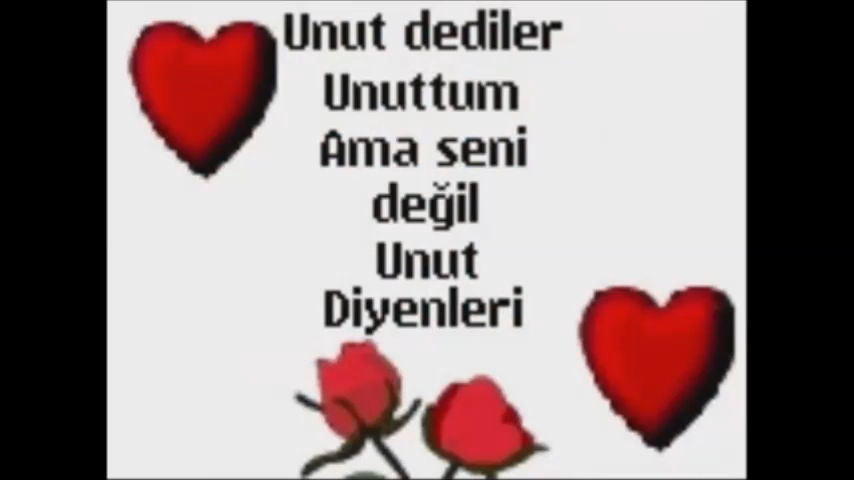 Unut dediler
Unuttum
Ama seni
değil
Unut
Diyenleri